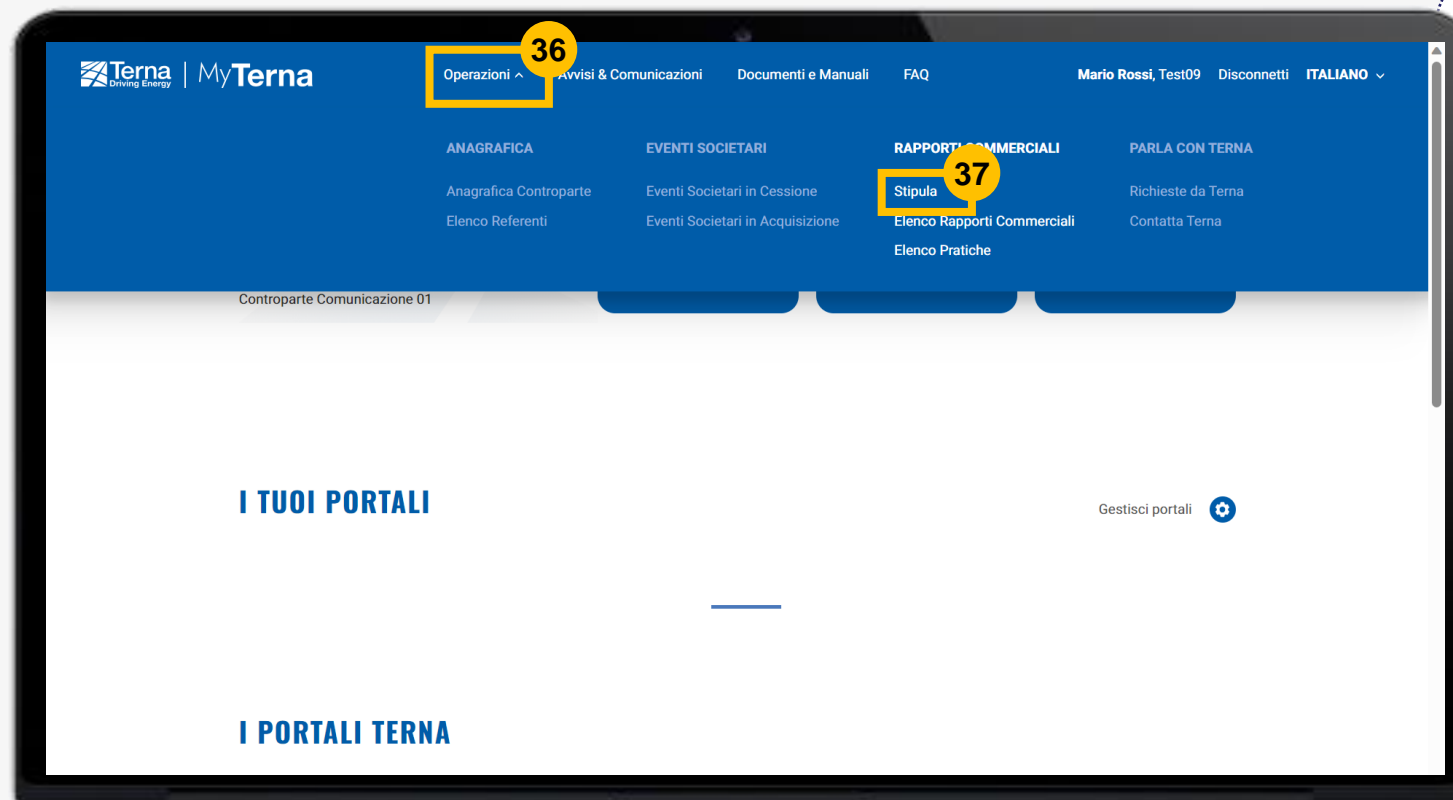 Terna
Driving Energy
MyTerna
Operazioni
36
Avvisi & Comunicazioni
Documenti e Manuali
FAQ
Mario Rossi, Test09
Disconnetti
ITALIANO
ANAGRAFICA
Anagrafica Controparte
Elenco Referenti
EVENTI SOCIETARI
Eventi Societari in Cessione
Eventi Societari in Acquisizione
RAPPORTI COMMERCIALI
37
Stipula
Elenco Rapporti Commerciali
Elenco Pratiche
PARLA CON TERNA
Richieste da Terna
Contatta Terna
Controparte Comunicazione 01
I TUOI PORTALI
Gestisci portali
I PORTALI TERNA